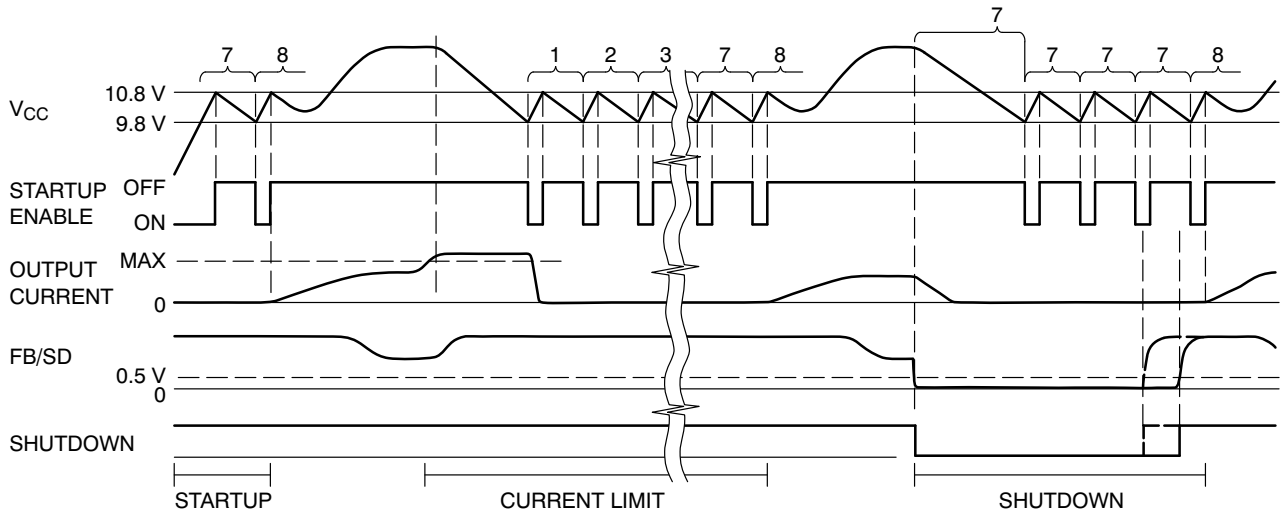 7
7 8 1 2 3 7 8 7 7 7 8
10.8 V
V_CC
9.8 V
STARTUP
ENABLE
OFF
ON
OUTPUT
CURRENT
MAX
0
FB/SD
0.5 V
0
SHUTDOWN
STARTUP CURRENT LIMIT SHUTDOWN